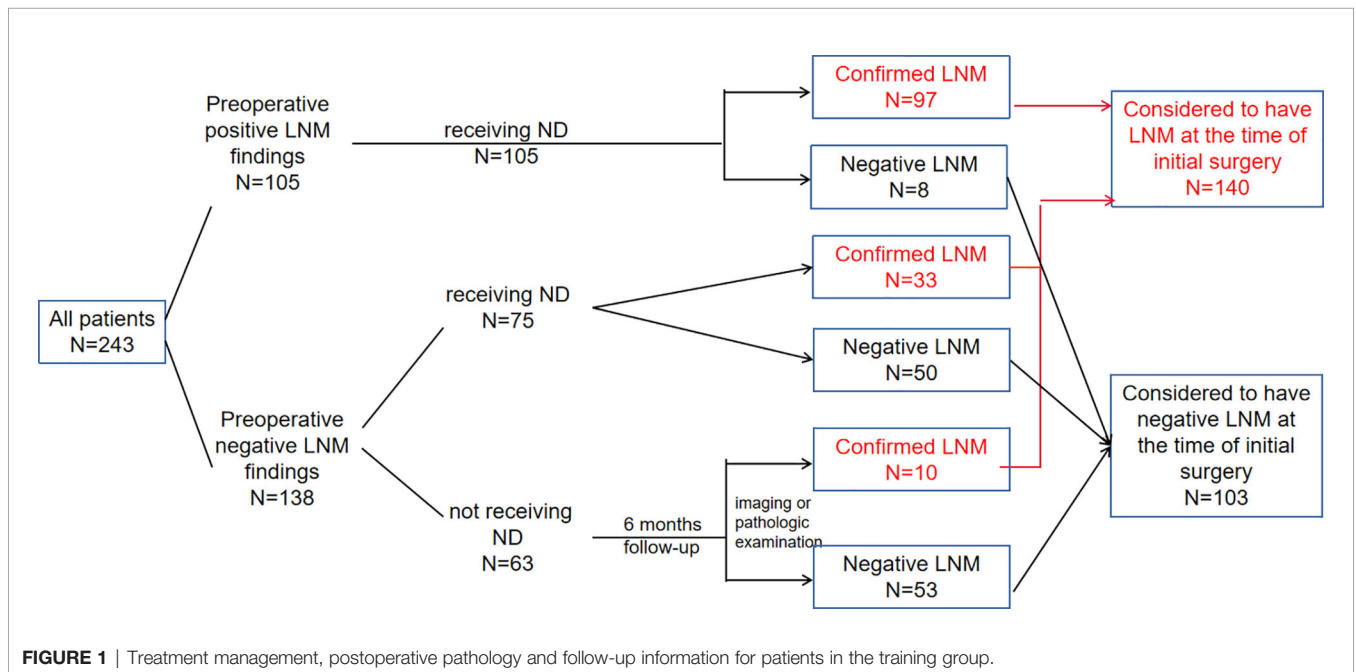 All patients
N=243
Preoperative
positive LNM
findings
N=105
receiving ND
N=105
Confirmed LNM
N=97
Negative LNM
N=8
Considered to have
LNM at the time of
initial surgery
N=140
Preoperative
negative LNM
findings
N=138
receiving ND
N=75
Confirmed LNM
N=33
Negative LNM
N=50
not receiving
ND
N=63
6 months
follow-up
imaging or
pathologic
examination
Confirmed LNM
N=10
Negative LNM
N=53
Considered to have
negative LNM at
the time of initial
surgery
N=103
FIGURE 1 | Treatment management, postoperative pathology and follow-up information for patients in the training group.